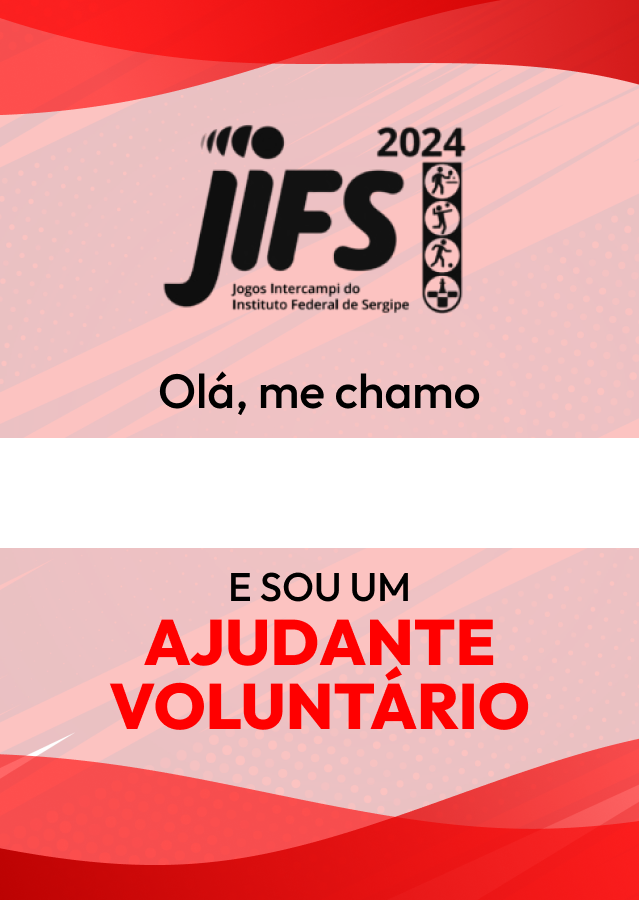 2024
JIFS
Jogos Intercampi do
Instituto Federal de Sergipe
Olá, me chamo
E SOU UM
AJUDANTE
VOLUNTÁRIO